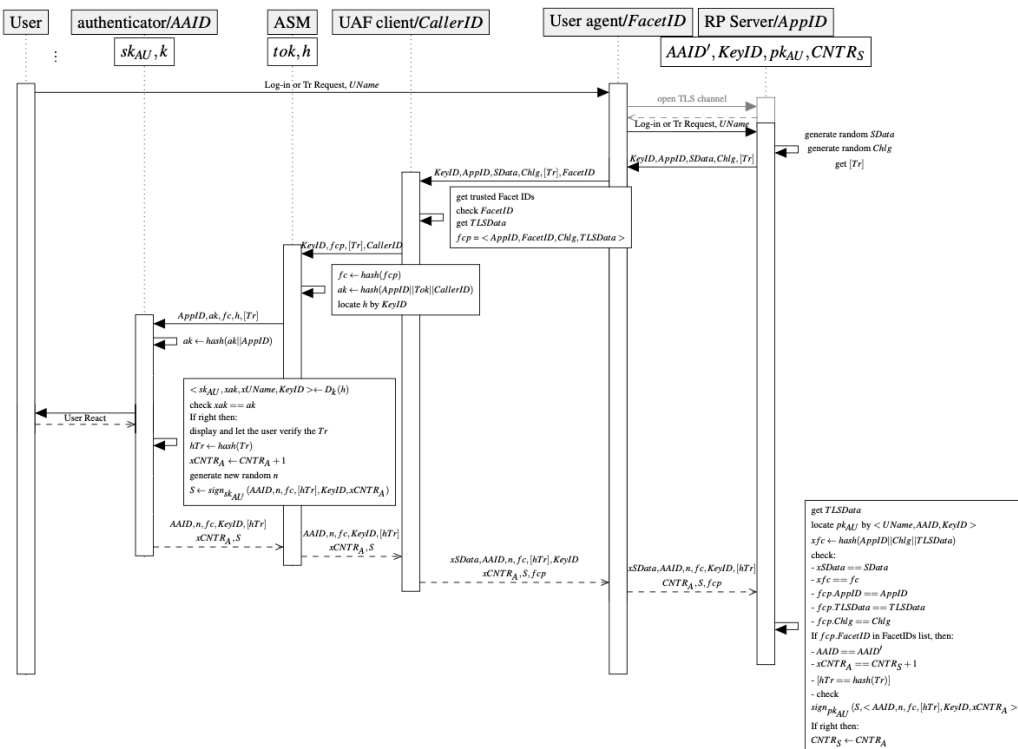 User
authenticator/AAID
ASM
UAF client/CallerID
User agent/FacetID
RP Server/AppID
⋮
sk_AU, k
tok, h
AAID′, KeyID, pk_AU, CNTR_S
Log-in or Tr Request, UName
open TLS channel
Log-in or Tr Request, UName
generate random SData
generate random Chlg
get [Tr]
KeyID, AppID, SData, Chlg, [Tr]
KeyID, AppID, SData, Chlg, [Tr], FacetID
get trusted Facet IDs
check FacetID
get TLSData
fcp = < AppID, FacetID, Chlg, TLSData >
KeyID, fcp, [Tr], CallerID
fc ← hash(fcp)
ak ← hash(AppID||Tok||CallerID)
locate h by KeyID
AppID, ak, fc, h, [Tr]
ak ← hash(ak||AppID)
< sk_AU, xak, xUName, KeyID > ← D_k(h)
check xak == ak
If right then:
display and let the user verify the Tr
hTr ← hash(Tr)
xCNTR_A ← CNTR_A + 1
generate new random n
S ← sign_sk_AU (AAID, n, fc, [hTr], KeyID, xCNTR_A)
User React
AAID, n, fc, KeyID, [hTr]
xCNTR_A, S
AAID, n, fc, KeyID, [hTr]
xCNTR_A, S
xSData, AAID, n, fc, [hTr], KeyID
xCNTR_A, S, fcp
xSData, AAID, n, fc, KeyID, [hTr]
CNTR_A, S, fcp
get TLSData
locate pk_AU by < UName, AAID, KeyID >
xfc ← hash(AppID||Chlg||TLSData)
check:
- xSData == SData
- xfc == fc
- fcp.AppID == AppID
- fcp.TLSData == TLSData
- fcp.Chlg == Chlg
If fcp.FacetID in FacetIDs list, then:
- AAID == AAID′
- xCNTR_A == CNTR_S + 1
- [hTr == hash(Tr)]
- check
sign_pk_AU (S, < AAID, n, fc, [hTr], KeyID, xCNTR_A >
If right then:
CNTR_S ← CNTR_A